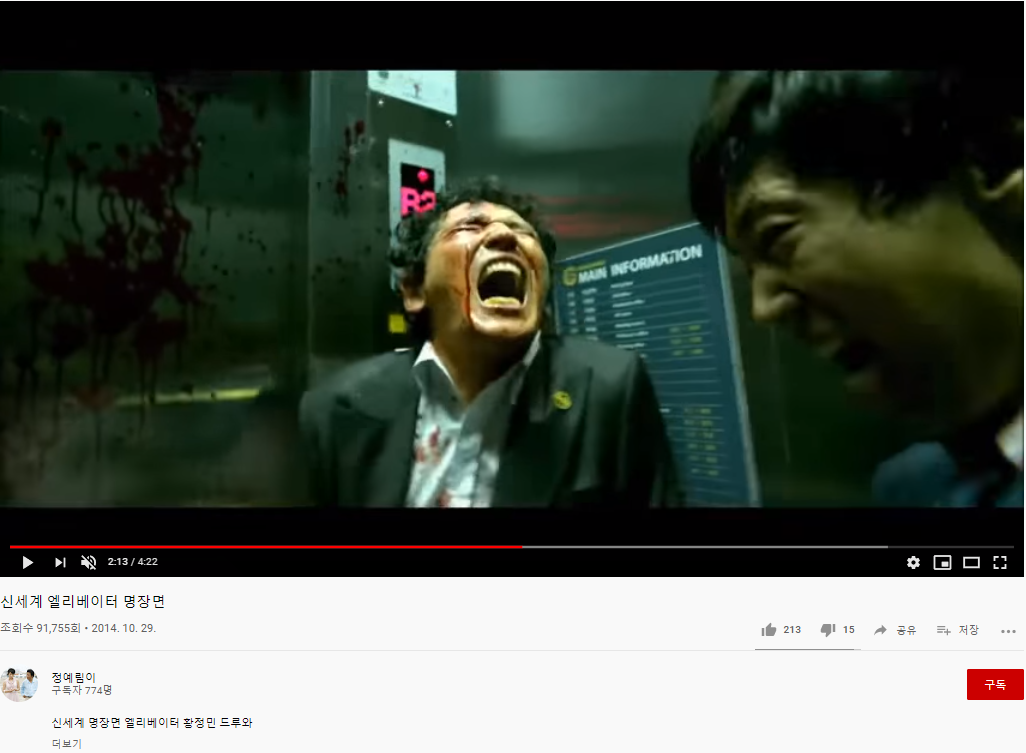 R2
MAIN INFORMATION
2:13 / 4:22
신세계 엘리베이터 명장면
조회수 91,755회 • 2014. 10. 29.
213 15 공유 저장
정예림이
구독자 774명
구독
신세계 명장면 엘리베이터 황정민 드루와
더보기